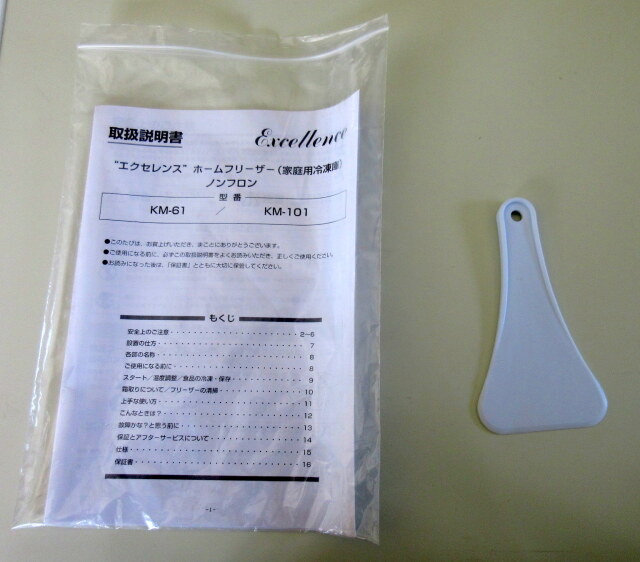 取扱説明書
Excellence
"エクセレンス" ホームフリーザー(家庭用冷凍庫)
ノンフロン
型番
KM-61 / KM-101
●このたびは、お買上げいただき、まことにありがとうございます。
●ご使用になる前に、必ずこの取扱説明書をよくお読みいただき、正しくご使用ください。
●お読みになった後は、「保証書」とともに大切に保管してください。
もくじ
安全上のご注意・・・・・・・・・・・・・・・・・・・・2~6
設置の仕方・・・・・・・・・・・・・・・・・・・・7
各部の名称・・・・・・・・・・・・・・・・・・・・8
ご使用になる前に・・・・・・・・・・・・・・・・・・・・8
スタート/温度調整/食品の冷凍・保存・・・・・・・・・・9
霜取りについて/フリーザーの清掃・・・・・・・・・・10
上手な使い方・・・・・・・・・・・・・・・・・・・・11
こんなときは?・・・・・・・・・・・・・・・・・・・・12
故障かな?と思う前に・・・・・・・・・・・・・・・・13
保証とアフターサービスについて・・・・・・・・・・14
仕様・・・・・・・・・・・・・・・・・・・・15
保証書・・・・・・・・・・・・・・・・・・・・16
-1-